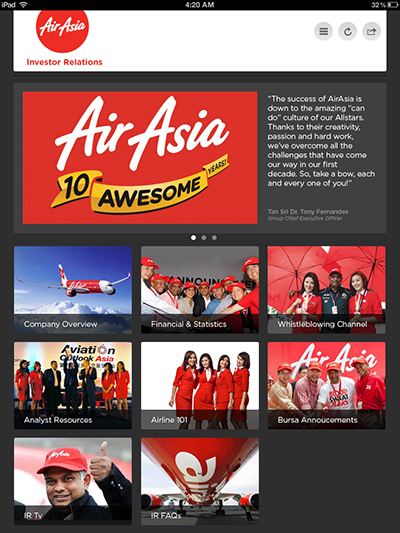 iPad
4:20 AM
32%
AirAsia
Investor Relations
AirAsia
10 YEARS!
AWESOME
"The success of AirAsia is
down to the amazing "can
do" culture of our Allstars.
Thanks to their creativity,
passion and hard work,
we've overcome all the
challenges that have come
our way in our first
decade. So, take a bow, each
and every one of you!"
Tan Sri Dr. Tony Fernandes
Group Chief Executive Officer
ANNOUNCEM
Company Overview
Financial & Statistics
Whistleblowing Channel
Aviation
Outlook Asia
AirAsia
Analyst Resources
Airline 101
Bursa Annoucements
AirAsia
IR Tv
IR FAQs